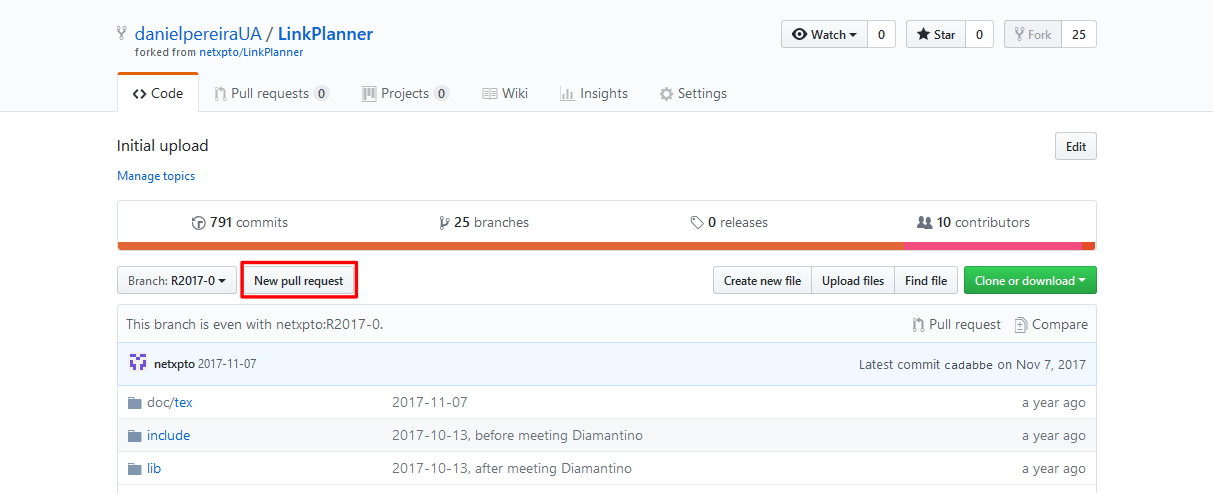 danielpereiraUA / LinkPlanner
forked from netxpto/LinkPlanner
Watch 0 Star 0 Fork 25
Code Pull requests 0 Projects 0 Wiki Insights Settings
Initial upload
Edit
Manage topics
791 commits 25 branches 0 releases 10 contributors
Branch: R2017-0 New pull request Create new file Upload files Find file Clone or download
This branch is even with netxpto:R2017-0. Pull request Compare
netxpto 2017-11-07 Latest commit cadabbe on Nov 7, 2017
doc/tex 2017-11-07 a year ago
include 2017-10-13, before meeting Diamantino a year ago
lib 2017-10-13, after meeting Diamantino a year ago